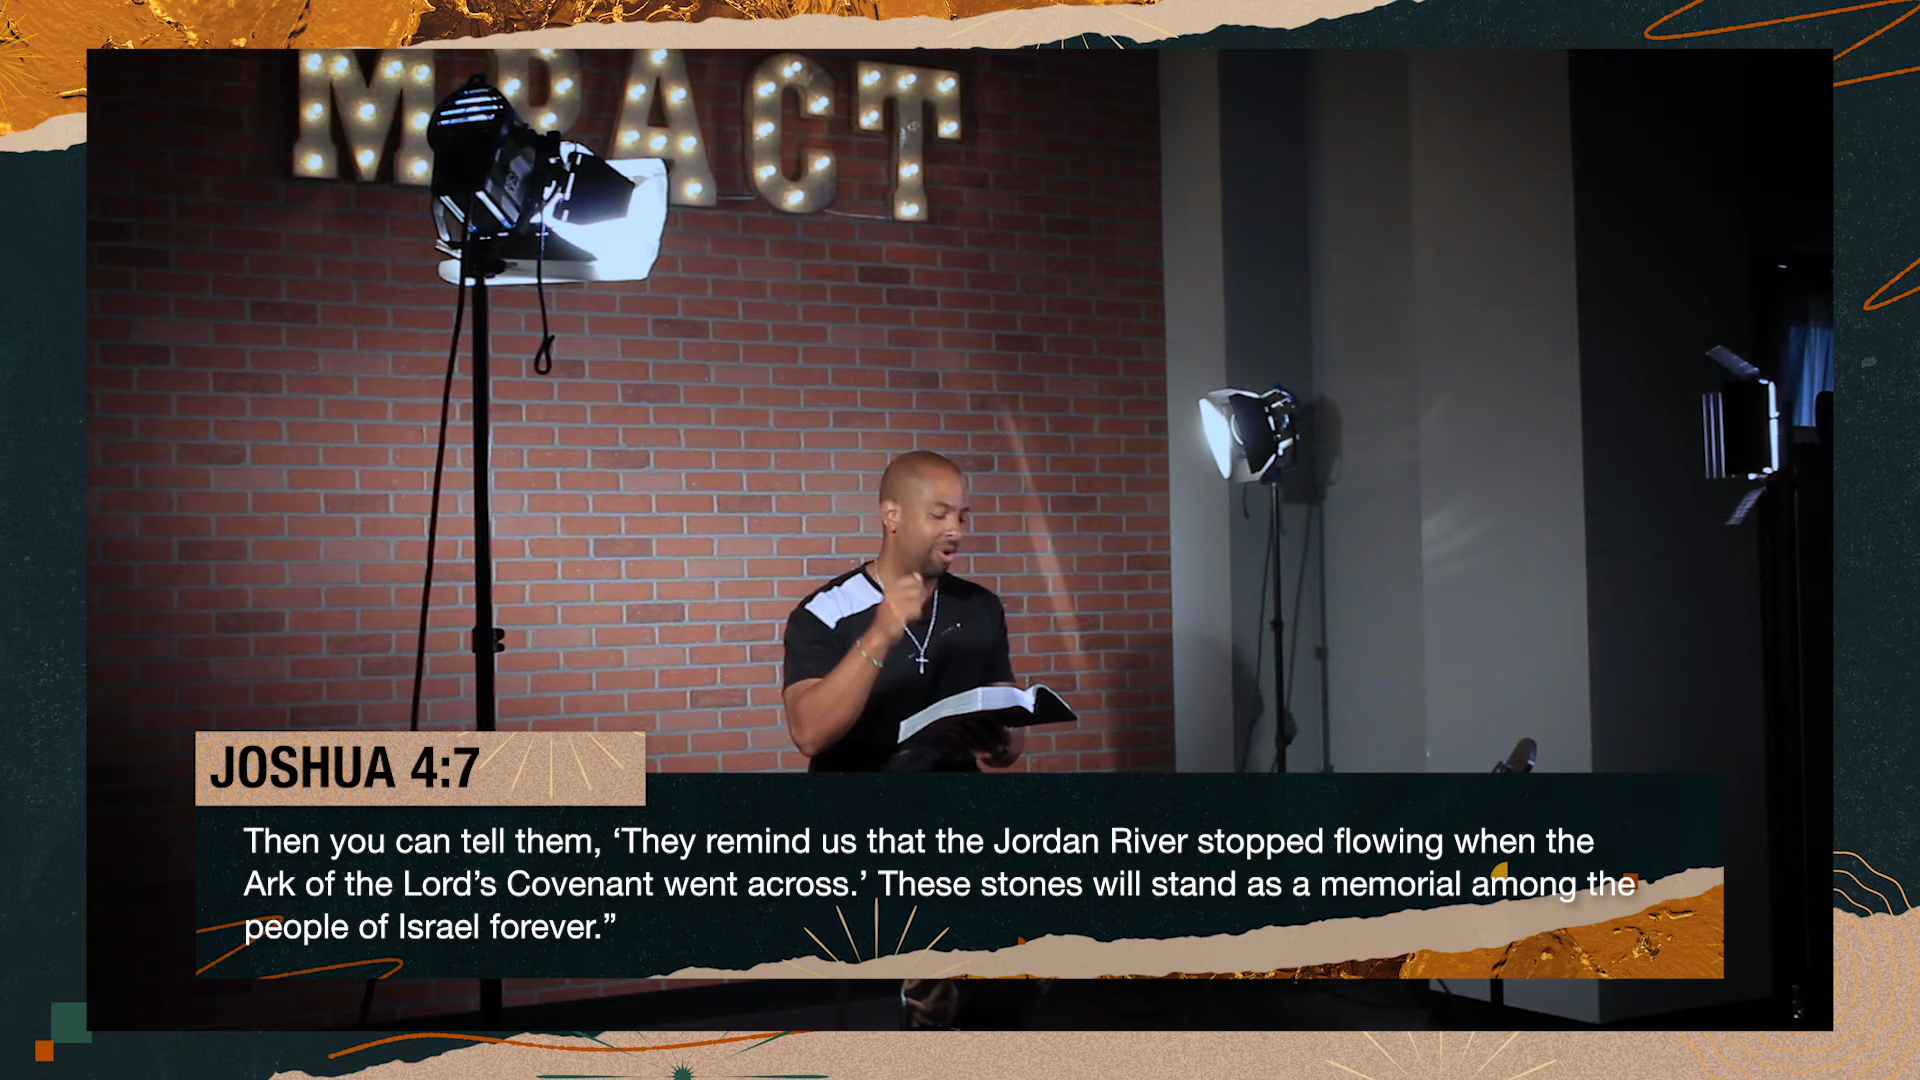 MPACT
JOSHUA 4:7
Then you can tell them, ‘They remind us that the Jordan River stopped flowing when the
Ark of the Lord’s Covenant went across.’ These stones will stand as a memorial among the
people of Israel forever.”